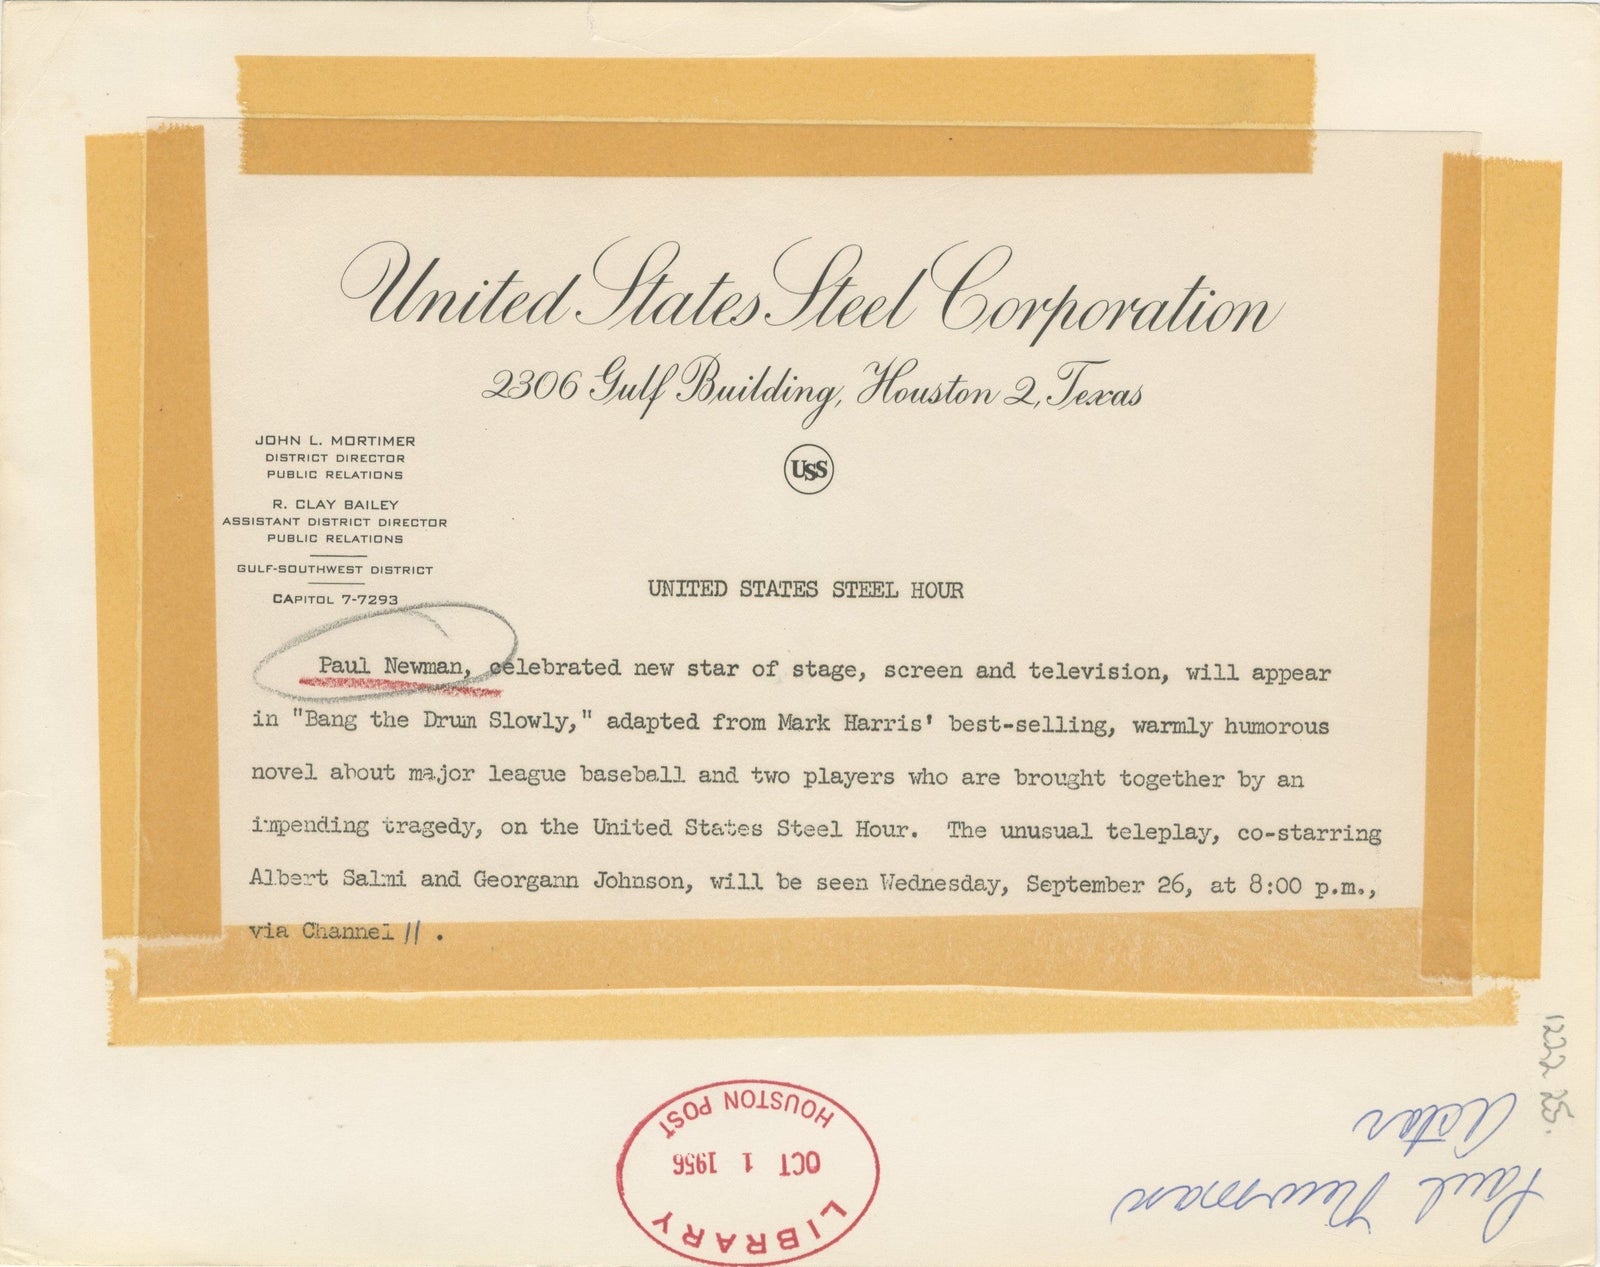 United States Steel Corporation
2306 Gulf Building, Houston 2, Texas
USS
JOHN L. MORTIMER
DISTRICT DIRECTOR
PUBLIC RELATIONS
R. CLAY BAILEY
ASSISTANT DISTRICT DIRECTOR
PUBLIC RELATIONS
GULF-SOUTHWEST DISTRICT
CAPITOL 7-7293
UNITED STATES STEEL HOUR
Paul Newman, celebrated new star of stage, screen and television, will appear
in "Bang the Drum Slowly," adapted from Mark Harris' best-selling, warmly humorous
novel about major league baseball and two players who are brought together by an
impending tragedy, on the United States Steel Hour. The unusual teleplay, co-starring
Albert Salmi and Georgann Johnson, will be seen Wednesday, September 26, at 8:00 p.m.,
via Channel 11 .
LIBRARY
OCT 1 1956
HOUSTON POST
Paul Newman
Actor